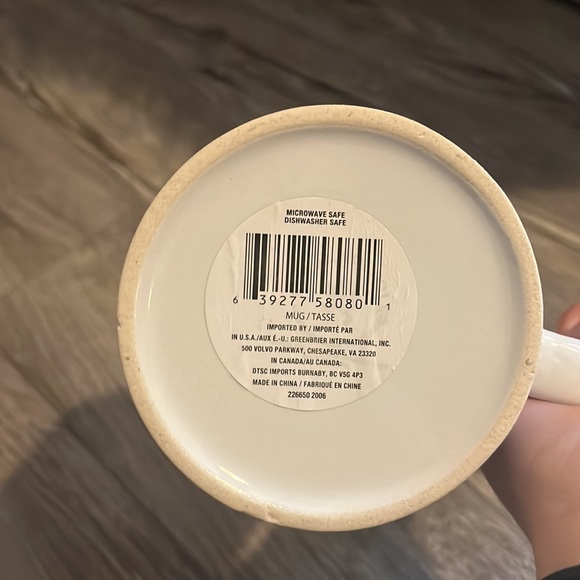 MICROWAVE SAFE
DISHWASHER SAFE
6 39277 58080 1
MUG / TASSE
IMPORTED BY / IMPORTÉ PAR
IN U.S.A./AUX É.-U.: GREENBRIER INTERNATIONAL, INC.
500 VOLVO PARKWAY, CHESAPEAKE, VA 23320
IN CANADA/AU CANADA:
DTSC IMPORTS BURNABY, BC V5G 4P3
MADE IN CHINA / FABRIQUÉ EN CHINE
226650 2006